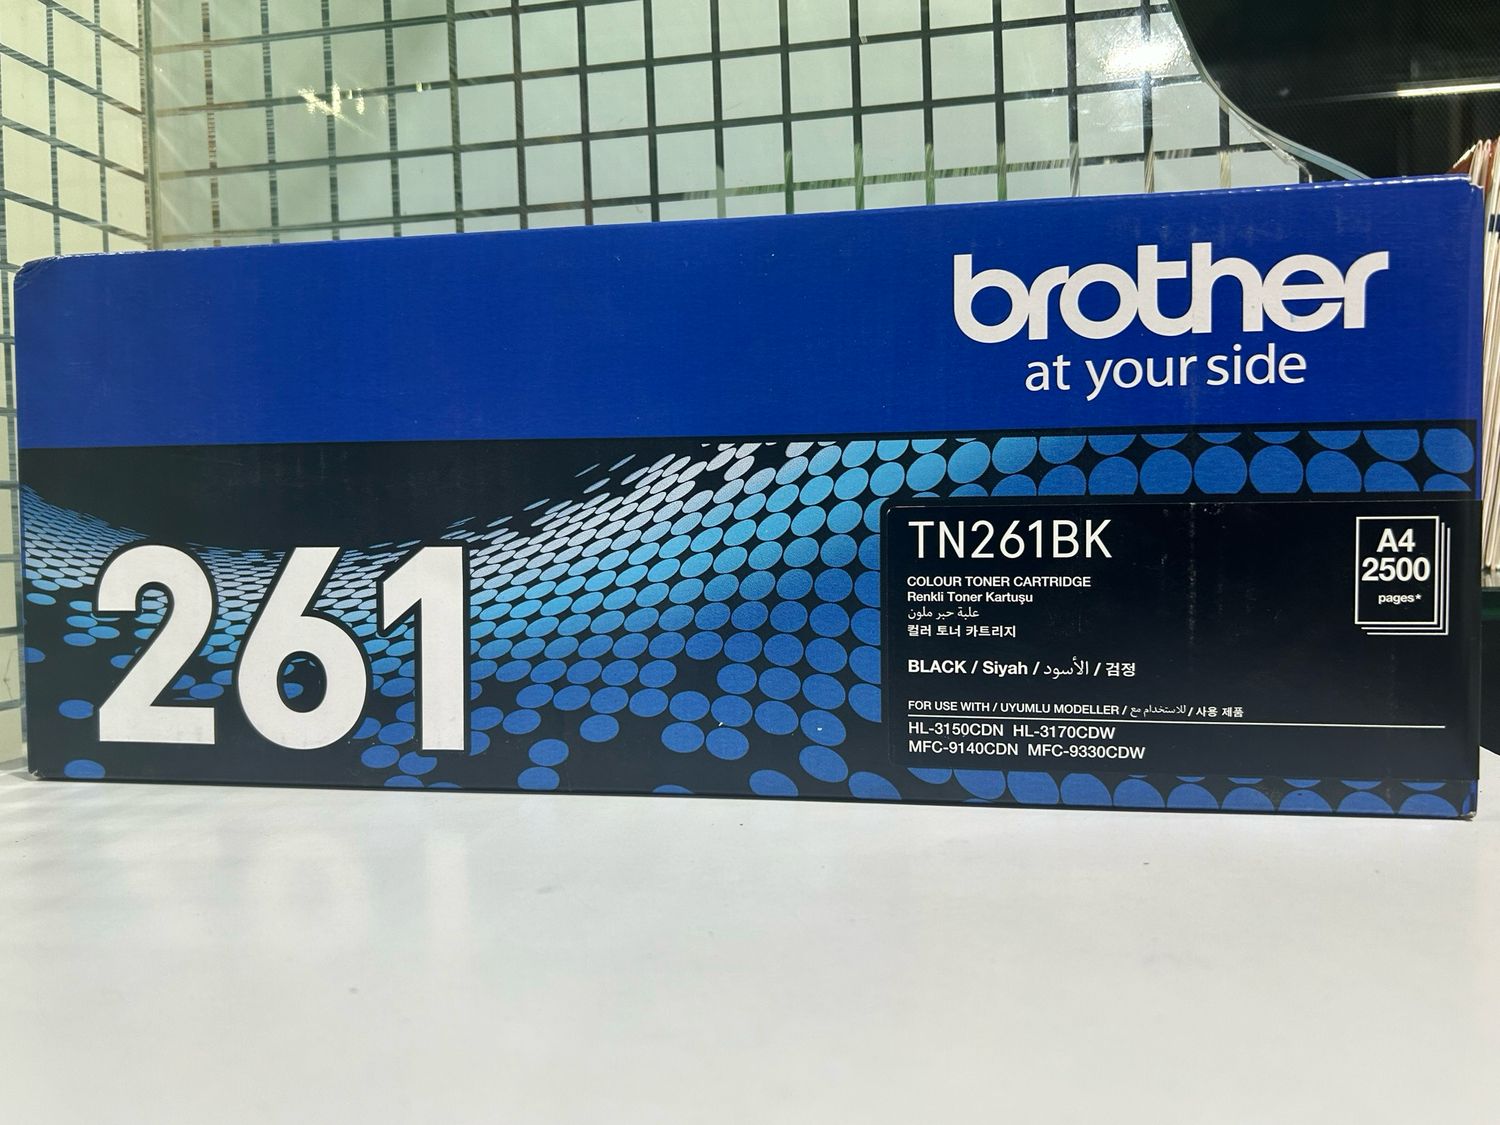 brother
at your side
261
TN261BK
COLOUR TONER CARTRIDGE
Renkli Toner Kartuşu
علبة حبر ملون
컬러 토너 카트리지
BLACK / Siyah / الأسود / 검정
FOR USE WITH / UYUMLU MODELLER / للاستخدام مع / 사용 제품
HL-3150CDN HL-3170CDW
MFC-9140CDN MFC-9330CDW
A4
2500
pages*